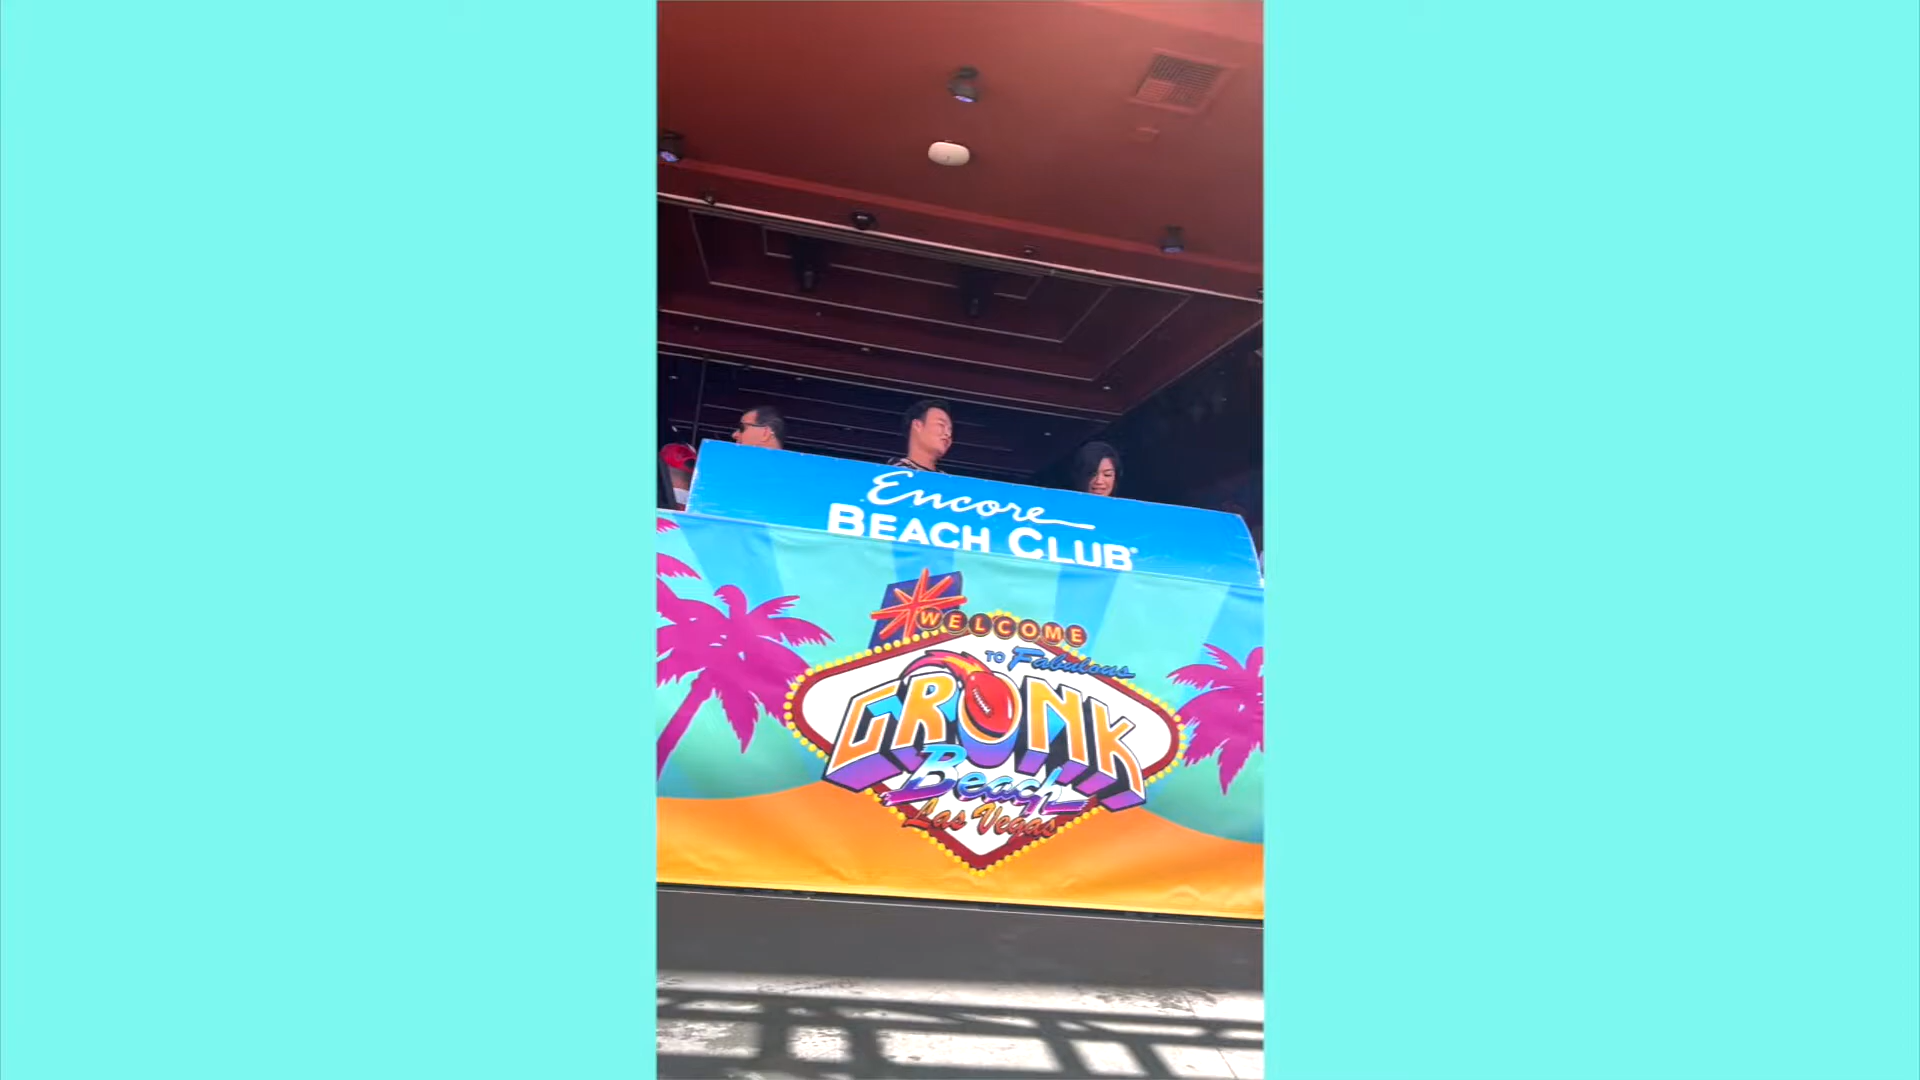 Encore
BEACH CLUB
WELCOME
TO Fabulous
GRONK
Beach
Las Vegas